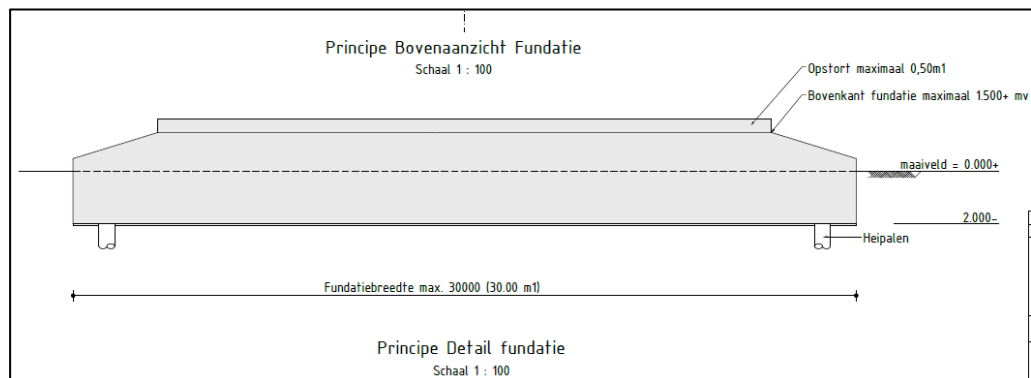 Principe Bovenaanzicht Fundatie
Schaal 1 : 100
Opstort maximaal 0,50m1
Bovenkant fundatie maximaal 1.500+ mv
maaiveld = 0.000+
2.000-
Heipalen
Fundatiebreedte max. 30000 (30.00 m1)
Principe Detail fundatie
Schaal 1 : 100